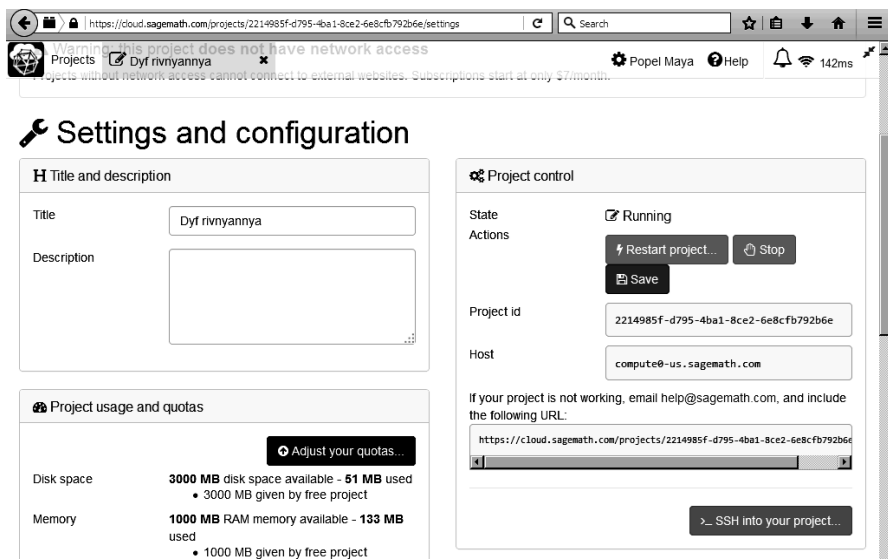 https://cloud.sagemath.com/projects/2214985f-d795-4ba1-8ce2-6e8cfb792b6e/settings
Search
Warning: this project does not have network access
Projects
Dyf rivnyannya
Popel Maya
Help
142ms
Projects without network access cannot connect to external websites. Subscriptions start at only $7/month.
Settings and configuration
H Title and description
Title
Dyf rivnyannya
Description
Project usage and quotas
Adjust your quotas...
Disk space
3000 MB disk space available - 51 MB used
• 3000 MB given by free project
Memory
1000 MB RAM memory available - 133 MB
used
• 1000 MB given by free project
Project control
State
Running
Actions
Restart project...
Stop
Save
Project id
2214985f-d795-4ba1-8ce2-6e8cfb792b6e
Host
compute0-us.sagemath.com
If your project is not working, email help@sagemath.com, and include
the following URL:
https://cloud.sagemath.com/projects/2214985f-d795-4ba1-8ce2-6e8cfb792b6e
>_ SSH into your project...